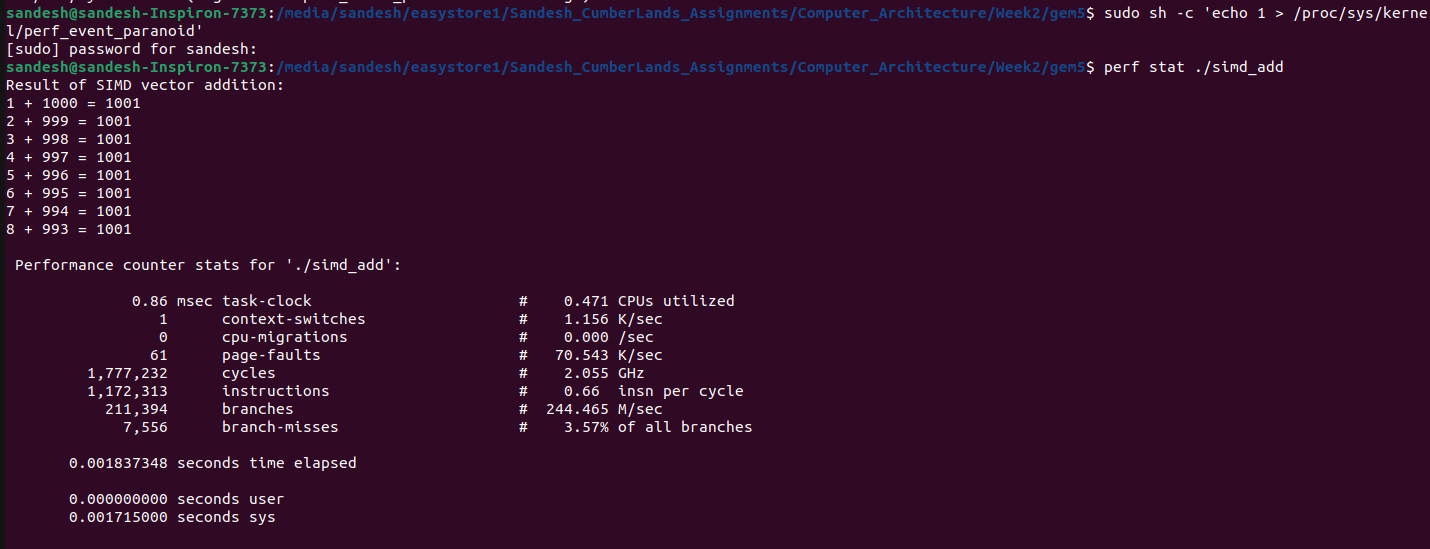 sandesh@sandesh-Inspiron-7373:/media/sandesh/easystore1/Sandesh_CumberLands_Assignments/Computer_Architecture/Week2/gem5$ sudo sh -c 'echo 1 > /proc/sys/kerne
l/perf_event_paranoid'
[sudo] password for sandesh:
sandesh@sandesh-Inspiron-7373:/media/sandesh/easystore1/Sandesh_CumberLands_Assignments/Computer_Architecture/Week2/gem5$ perf stat ./simd_add
Result of SIMD vector addition:
1 + 1000 = 1001
2 + 999 = 1001
3 + 998 = 1001
4 + 997 = 1001
5 + 996 = 1001
6 + 995 = 1001
7 + 994 = 1001
8 + 993 = 1001
Performance counter stats for './simd_add':
0.86 msec task-clock # 0.471 CPUs utilized
1 context-switches # 1.156 K/sec
0 cpu-migrations # 0.000 /sec
61 page-faults # 70.543 K/sec
1,777,232 cycles # 2.055 GHz
1,172,313 instructions # 0.66 insn per cycle
211,394 branches # 244.465 M/sec
7,556 branch-misses # 3.57% of all branches
0.001837348 seconds time elapsed
0.000000000 seconds user
0.001715000 seconds sys